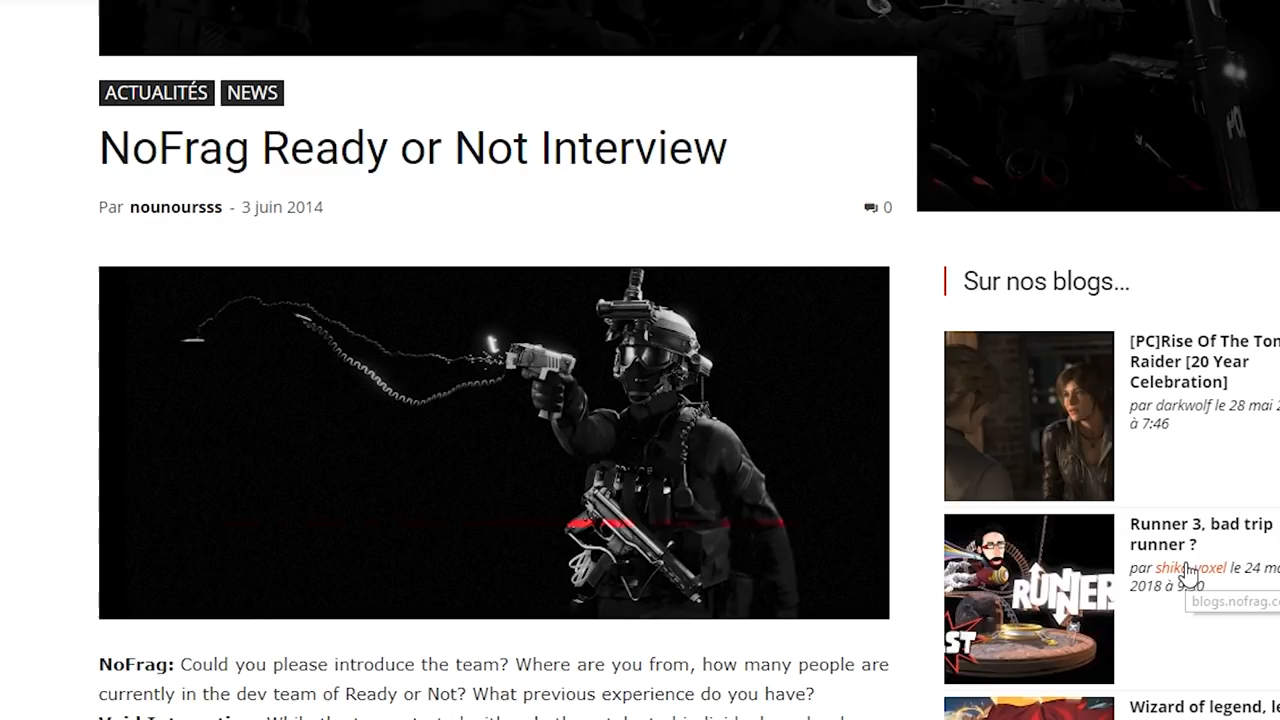 ACTUALITÉS NEWS
NoFrag Ready or Not Interview
Par nounoursss - 3 juin 2014 0
NoFrag: Could you please introduce the team? Where are you from, how many people are
currently in the dev team of Ready or Not? What previous experience do you have?
Sur nos blogs...
[PC]Rise Of The Tom
Raider [20 Year
Celebration]
par darkwolf le 28 mai 2
à 7:46
RUNNER
ST
Runner 3, bad trip
runner ?
par le 24 ma
2018 à
blogs.nofrag.c
Wizard of legend, le